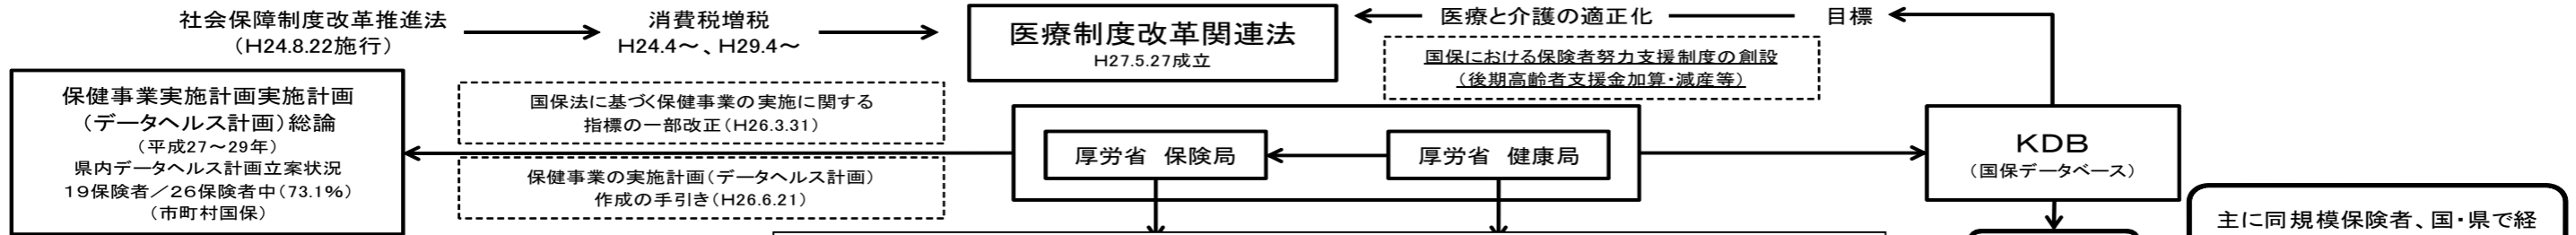 社会保障制度改革推進法
（H24.8.22施行）
消費税増税
H24.4～、H29.4～
医療制度改革関連法
H27.5.27成立
医療と介護の適正化
目標
国保における保険者努力支援制度の創設
（後期高齢者支援金加算・減産等）
保健事業実施計画実施計画
（データヘルス計画）総論
（平成27～29年）
県内データヘルス計画立案状況
19保険者／26保険者中（73.1%）
（市町村国保）
国保法に基づく保健事業の実施に関する
指標の一部改正（H26.3.31）
保健事業の実施計画（データヘルス計画）
作成の手引き（H26.6.21）
厚労省 保険局
厚労省 健康局
KDB
（国保データベース）
主に同規模保険者、国・県で経